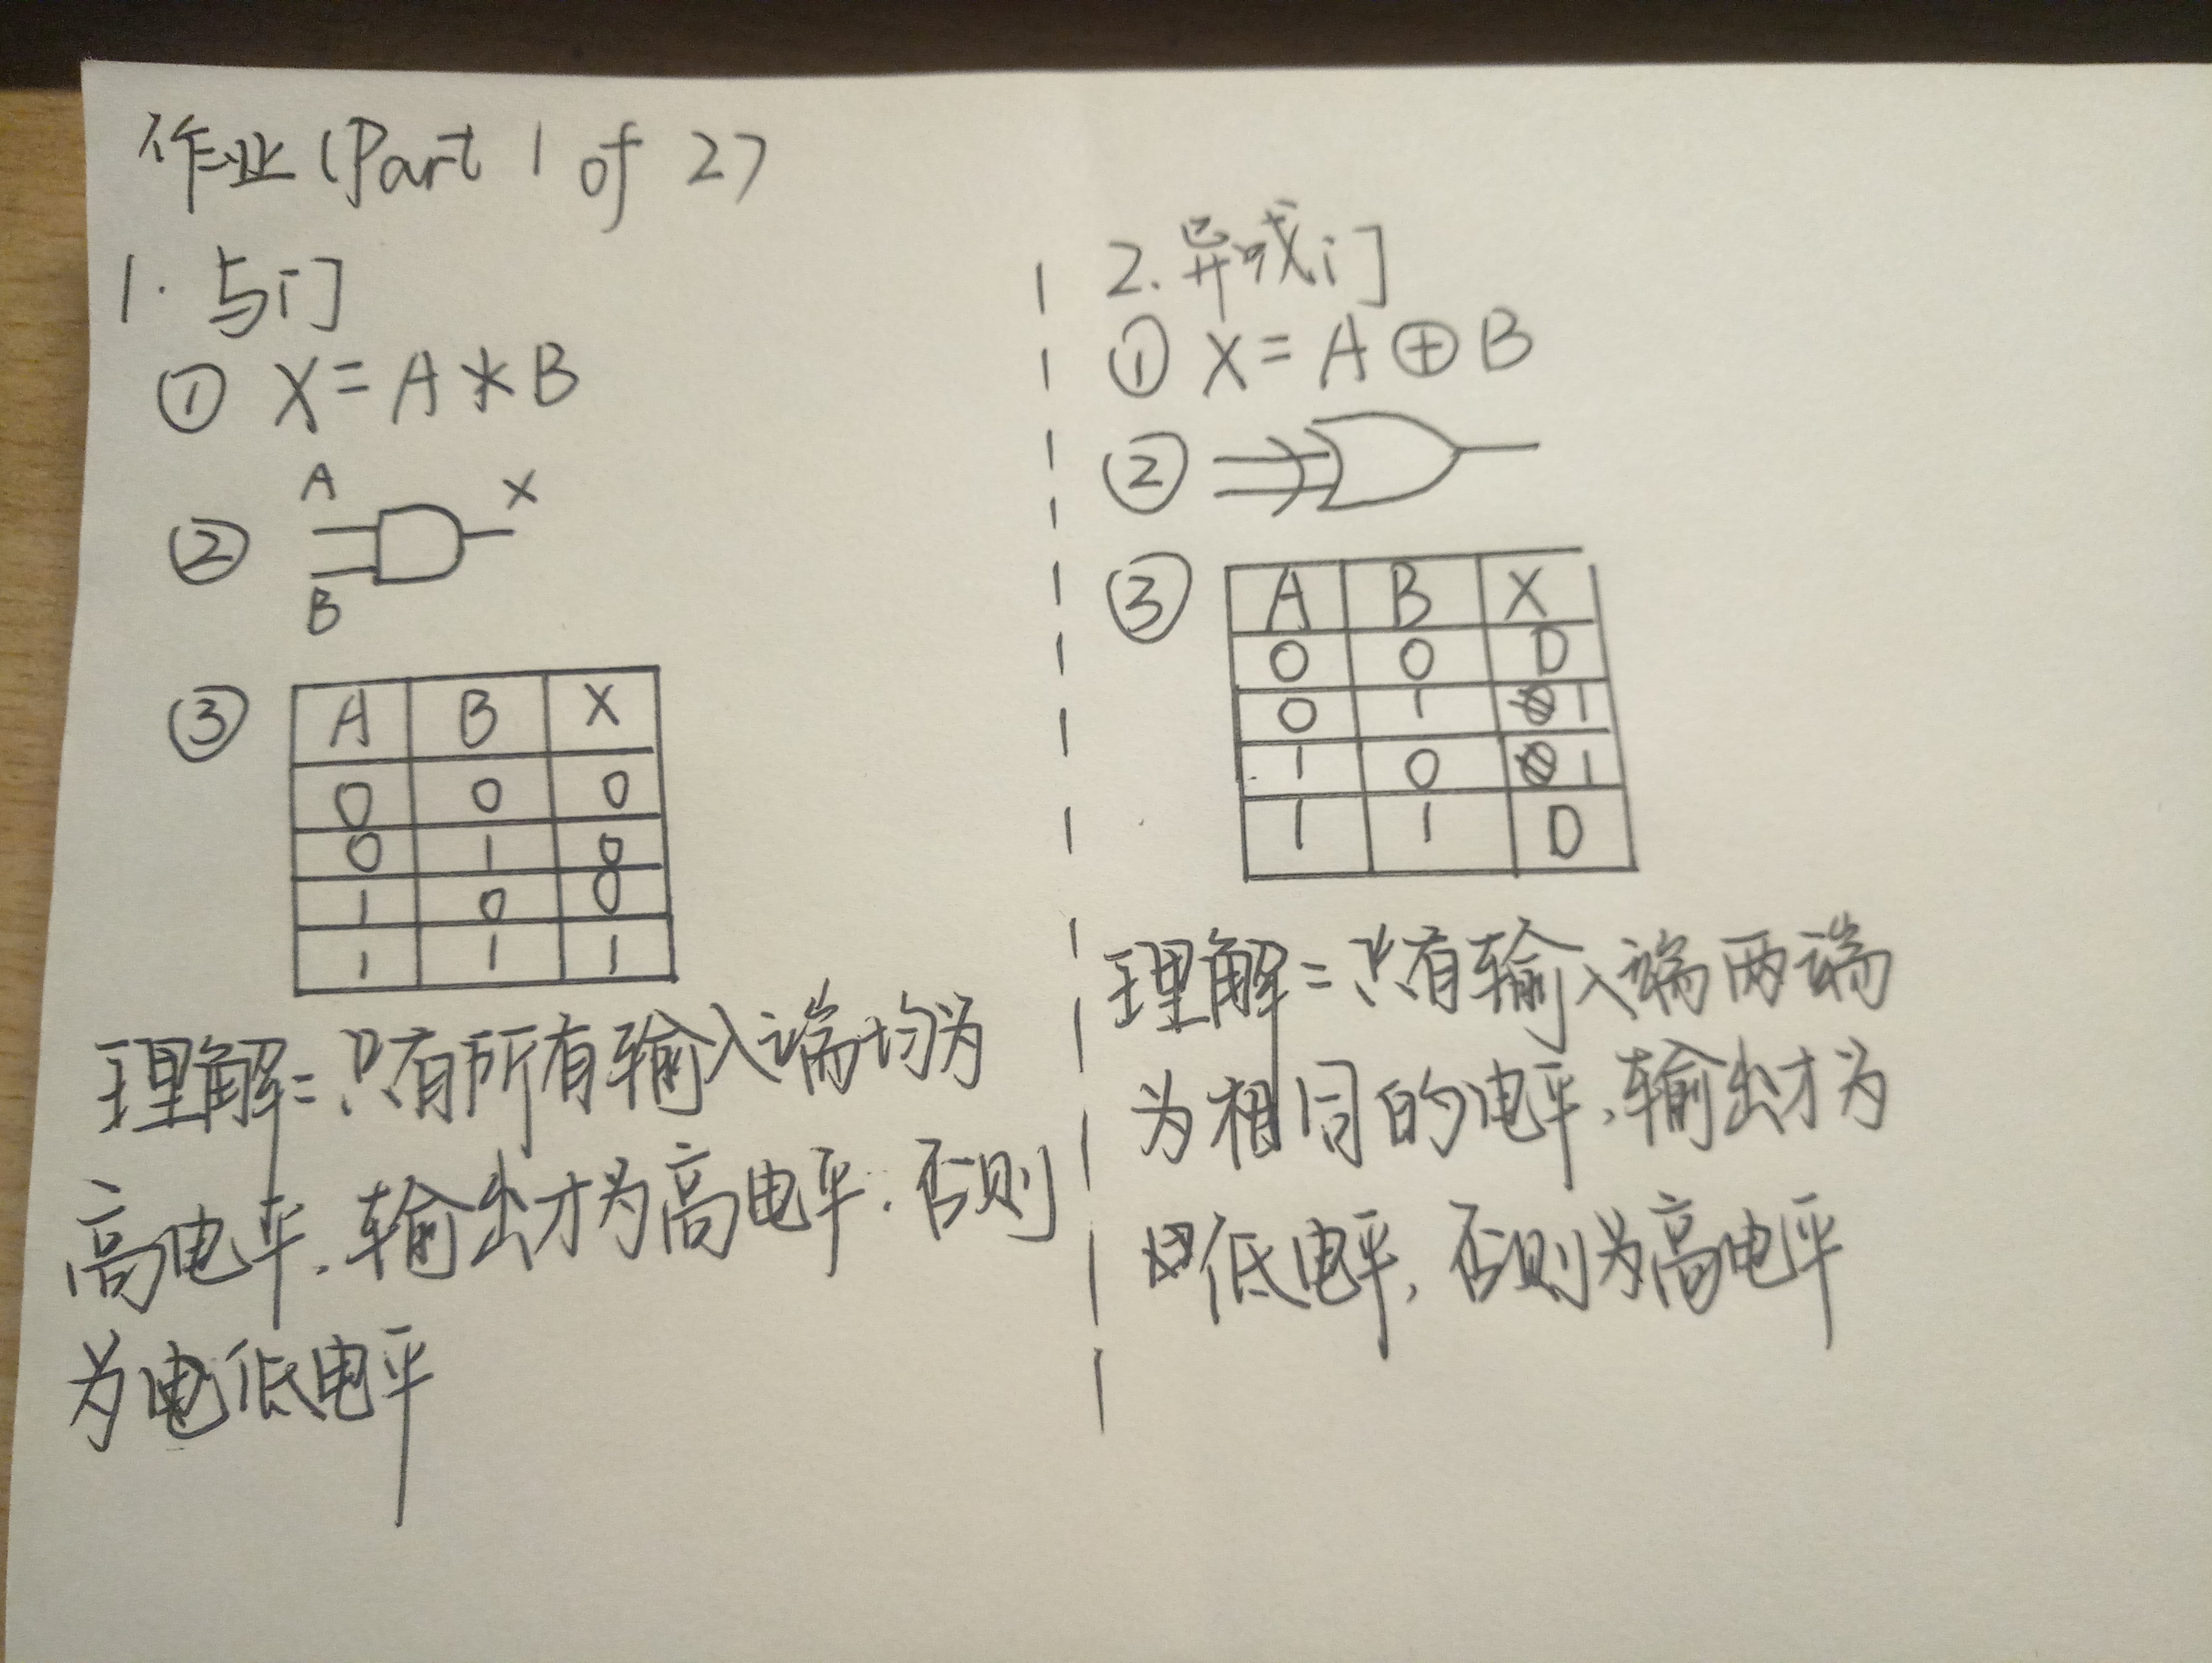 作业 (Part 1 of 2)
1. 与门
① X = A * B
②
A
X
B
③
A B X
0 0 0
0 1 0
1 0 0
1 1 1
理解: 只有所有输入端均为
高电平, 输出才为高电平. 否则
为电低电平
2. 异或门
① X = A ⊕ B
②
③
A B X
0 0 0
0 1 1
1 0 1
1 1 0
理解: 只有输入端两端
为相同的电平, 输出才为
低电平, 否则为高电平